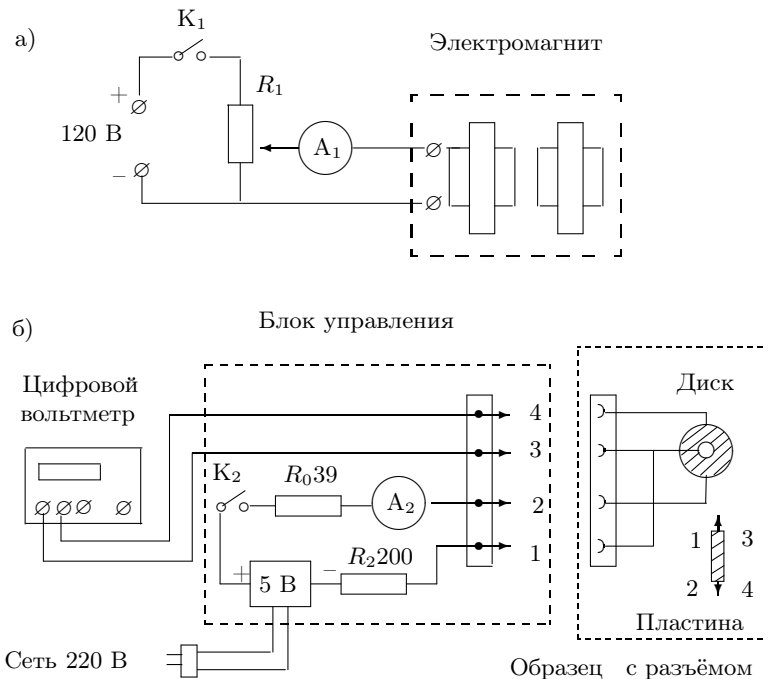 а)
K₁
Электромагнит
+
R₁
120 В
A₁
−
б)
Блок управления
Цифровой
вольтметр
Диск
4
3
K₂
R₀39
A₂
2
1
+
5 В
−
R₂200
1
3
2
4
Пластина
Сеть 220 В
Образец с разъёмом